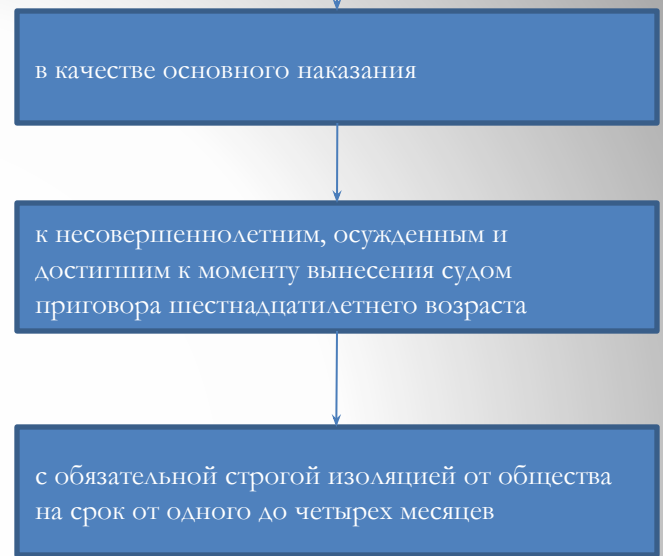 в качестве основного наказания
к несовершеннолетним, осужденным и
достигшим к моменту вынесения судом
приговора шестнадцатилетнего возраста
с обязательной строгой изоляцией от общества
на срок от одного до четырех месяцев